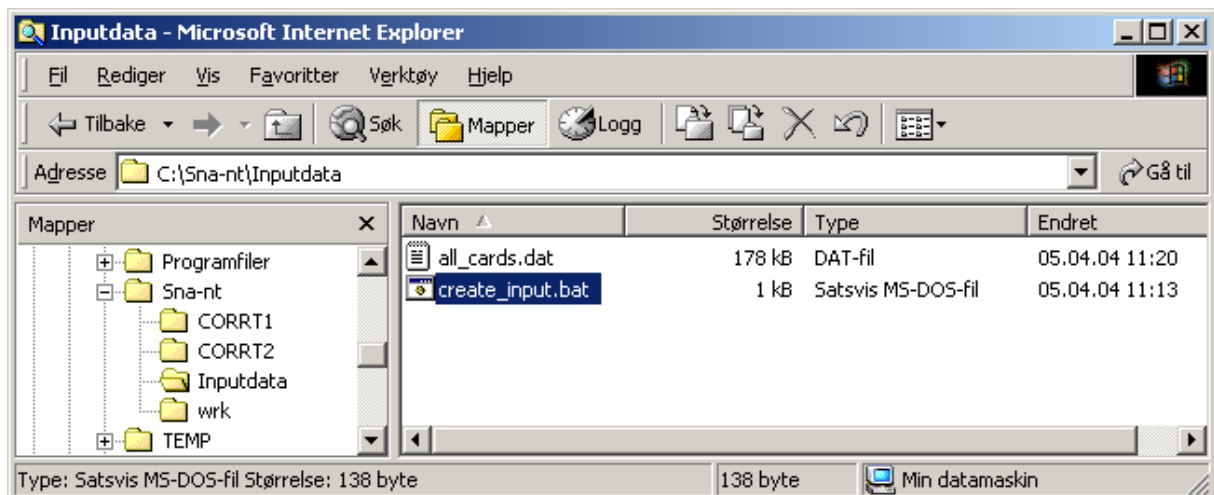 Inputdata - Microsoft Internet Explorer
Fil Rediger Vis Favoritter Verktøy Hjelp
Tilbake Søk Mapper Logg
Adresse C:\Sna-nt\Inputdata Gå til
Mapper Navn Størrelse Type Endret
Programfiler all_cards.dat 178 kB DAT-fil 05.04.04 11:20
Sna-nt create_input.bat 1 kB Satsvis MS-DOS-fil 05.04.04 11:13
CORRT1
CORRT2
Inputdata
wrk
TEMP
Type: Satsvis MS-DOS-fil Størrelse: 138 byte 138 byte Min datamaskin